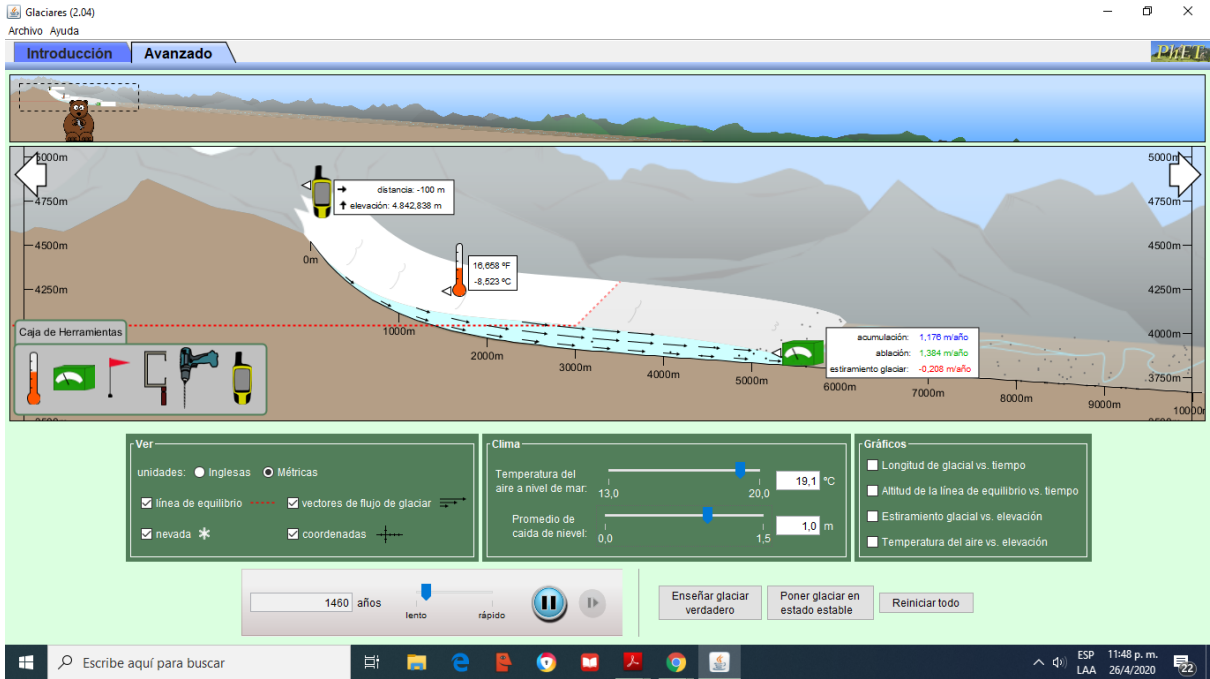 Glaciares (2.04)
Archivo Ayuda
Introducción Avanzado
PhET
5000m
4750m
4500m
4250m
5000m
4750m
4500m
4250m
4000m
3750m
distancia: -100 m
elevación: 4.842,838 m
16,658 ºF
-8,523 ºC
0m
1000m
2000m
3000m
4000m
5000m
6000m
7000m
8000m
9000m
acumulación: 1,176 m/año
ablación: 1,384 m/año
estiramiento glaciar: -0,208 m/año
Caja de Herramientas
Ver
unidades: Inglesas Métricas
línea de equilibrio vectores de flujo de glaciar
nevada coordenadas
Clima
Temperatura del
aire a nivel de mar:
13,0 20,0
19,1 ºC
Promedio de
caida de nievel:
0,0 1,5
1,0 m
Gráficos
Longitud de glacial vs. tiempo
Altitud de la línea de equilibrio vs. tiempo
Estiramiento glacial vs. elevación
Temperatura del aire vs. elevación
1460 años
lento rápido
Enseñar glaciar
verdadero
Poner glaciar en
estado estable
Reiniciar todo
Escribe aquí para buscar
ESP
LAA
11:48 p. m.
26/4/2020
22